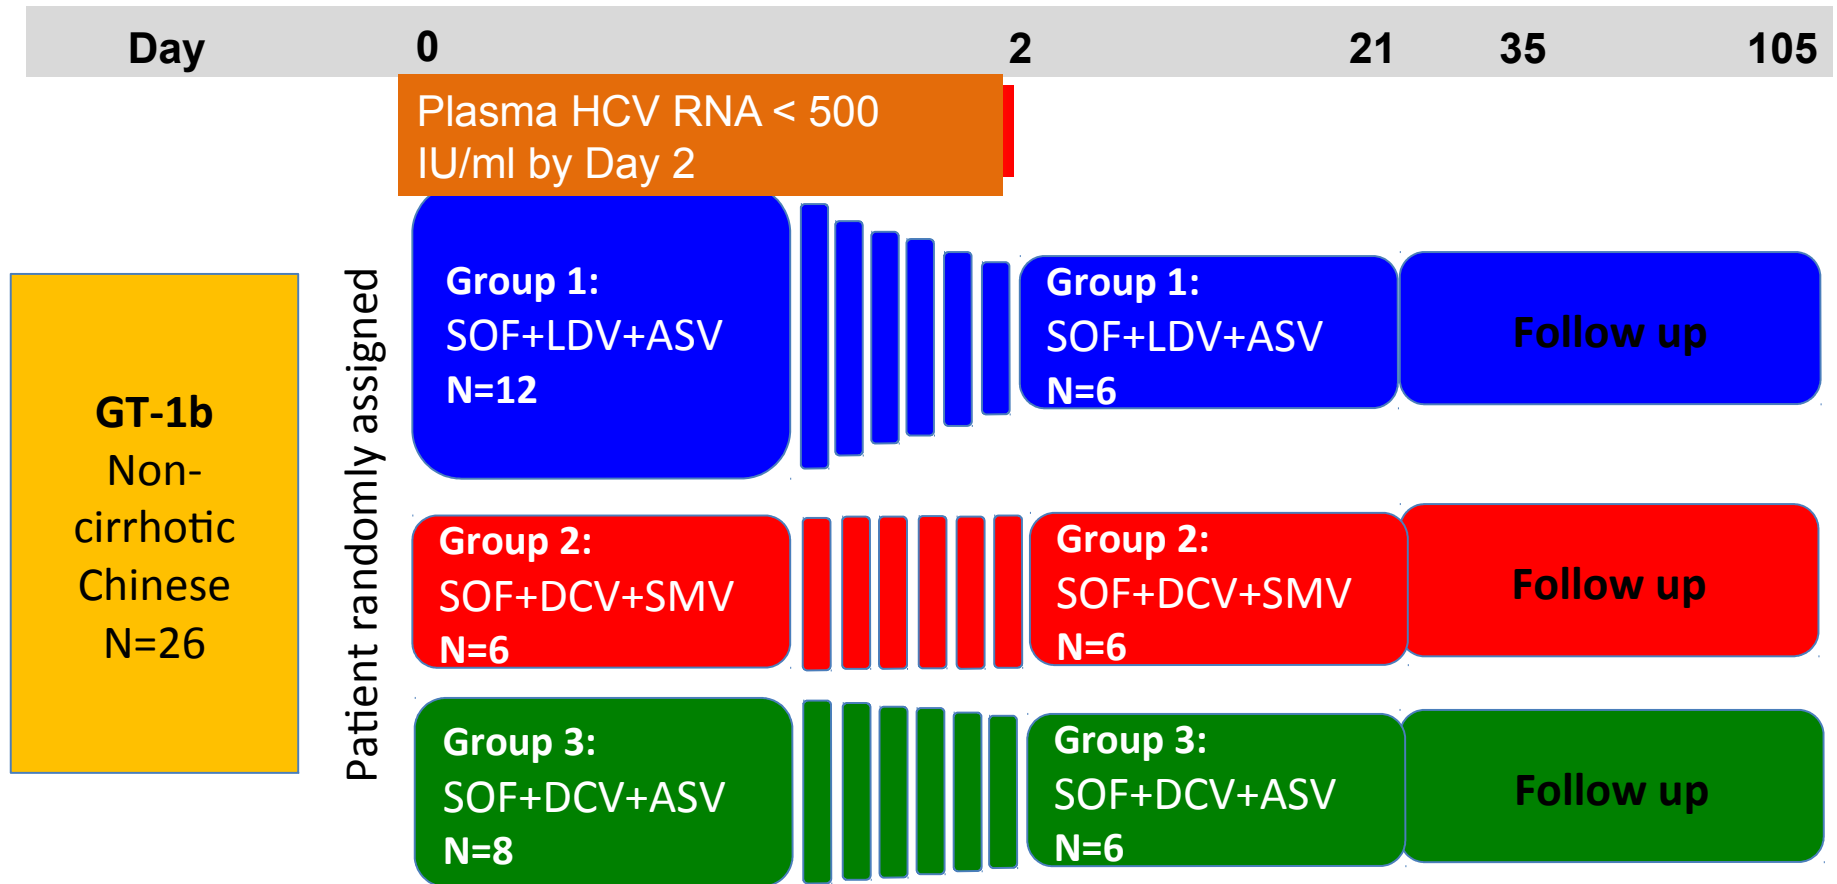 Day 0 2 21 35 105
Plasma HCV RNA < 500
IU/ml by Day 2
GT-1b
Non-
cirrhotic
Chinese
N=26
Patient randomly assigned
Group 1:
SOF+LDV+ASV
N=12
Group 1:
SOF+LDV+ASV
N=6
Follow up
Group 2:
SOF+DCV+SMV
N=6
Group 2:
SOF+DCV+SMV
N=6
Follow up
Group 3:
SOF+DCV+ASV
N=8
Group 3:
SOF+DCV+ASV
N=6
Follow up